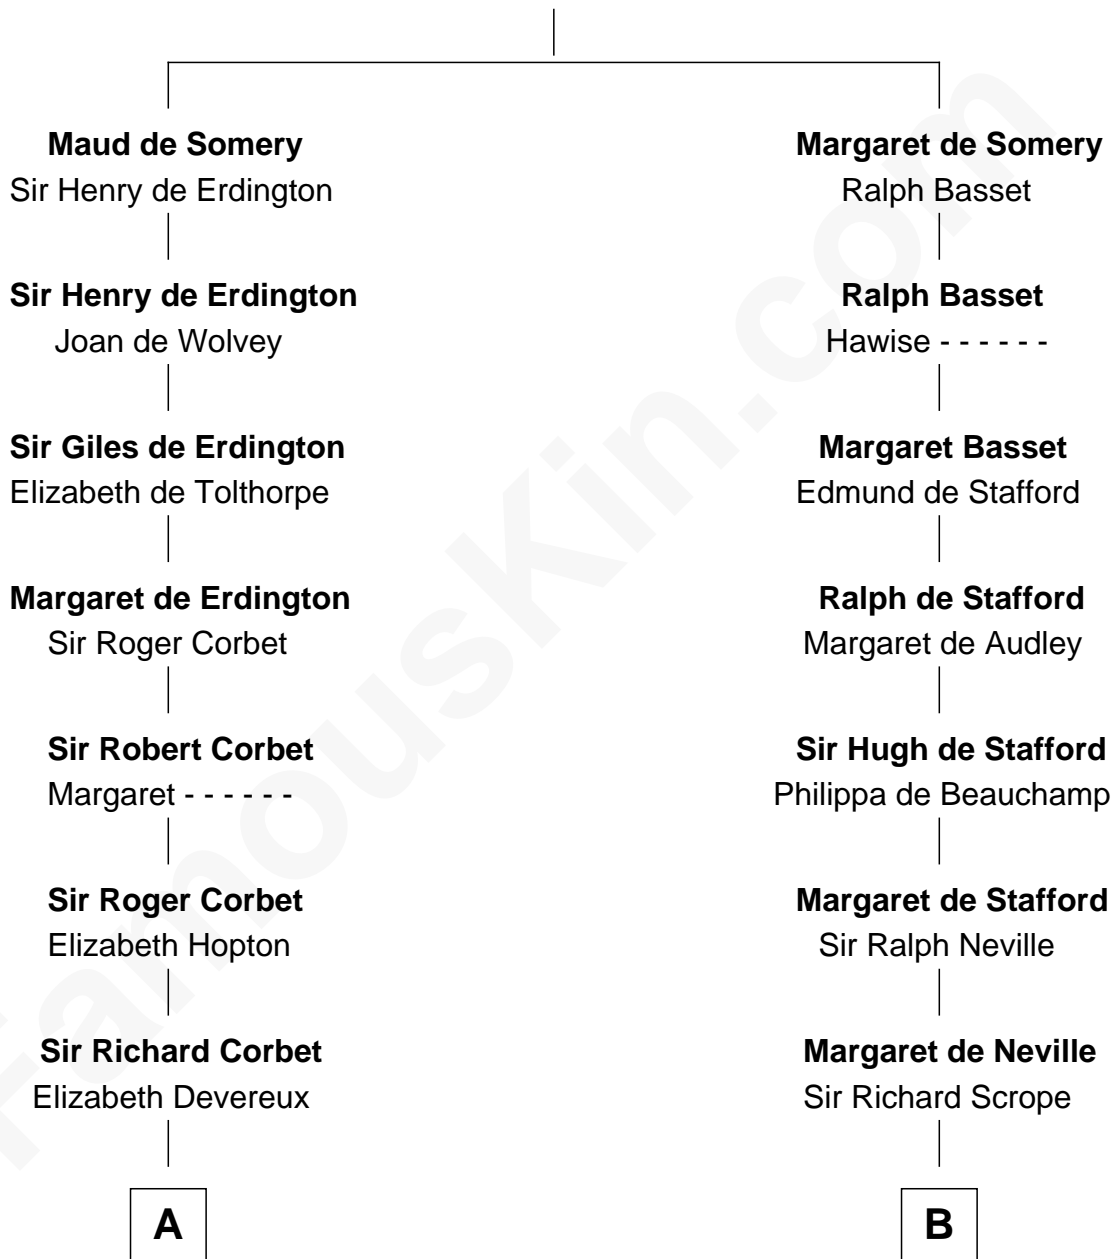 Maud de Somery
Sir Henry de Erdington
Sir Henry de Erdington
Joan de Wolvey
Sir Giles de Erdington
Elizabeth de Tolthorpe
Margaret de Erdington
Sir Roger Corbet
Sir Robert Corbet
Margaret - - - - - -
Sir Roger Corbet
Elizabeth Hopton
Sir Richard Corbet
Elizabeth Devereux
A
Margaret de Somery
Ralph Basset
Ralph Basset
Hawise - - - - - -
Margaret Basset
Edmund de Stafford
Ralph de Stafford
Margaret de Audley
Sir Hugh de Stafford
Philippa de Beauchamp
Margaret de Stafford
Sir Ralph Neville
Margaret de Neville
Sir Richard Scrope
B
FamousKin.com